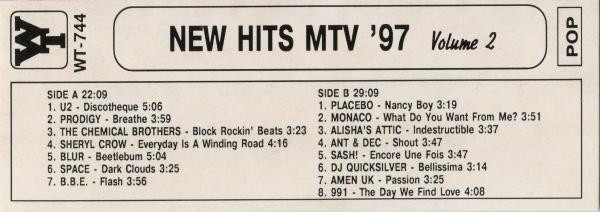 WT
WT-744
NEW HITS MTV '97 Volume 2
POP
SIDE A 22:09
1. U2 - Discotheque 5:06
2. PRODIGY - Breathe 3:59
3. THE CHEMICAL BROTHERS - Block Rockin' Beats 3:23
4. SHERYL CROW - Everyday Is A Winding Road 4:16
5. BLUR - Beetlebum 5:04
6. SPACE - Dark Clouds 3:25
7. B.B.E. - Flash 3:56
SIDE B 29:09
1. PLACEBO - Nancy Boy 3:19
2. MONACO - What Do You Want From Me? 3:51
3. ALISHA'S ATTIC - Indestructible 3:37
4. ANT & DEC - Shout 3:47
5. SASH! - Encore Une Fois 3:47
6. DJ QUICKSILVER - Bellissima 3:14
7. AMEN UK - Passion 3:25
8. 991 - The Day We Find Love 4:08